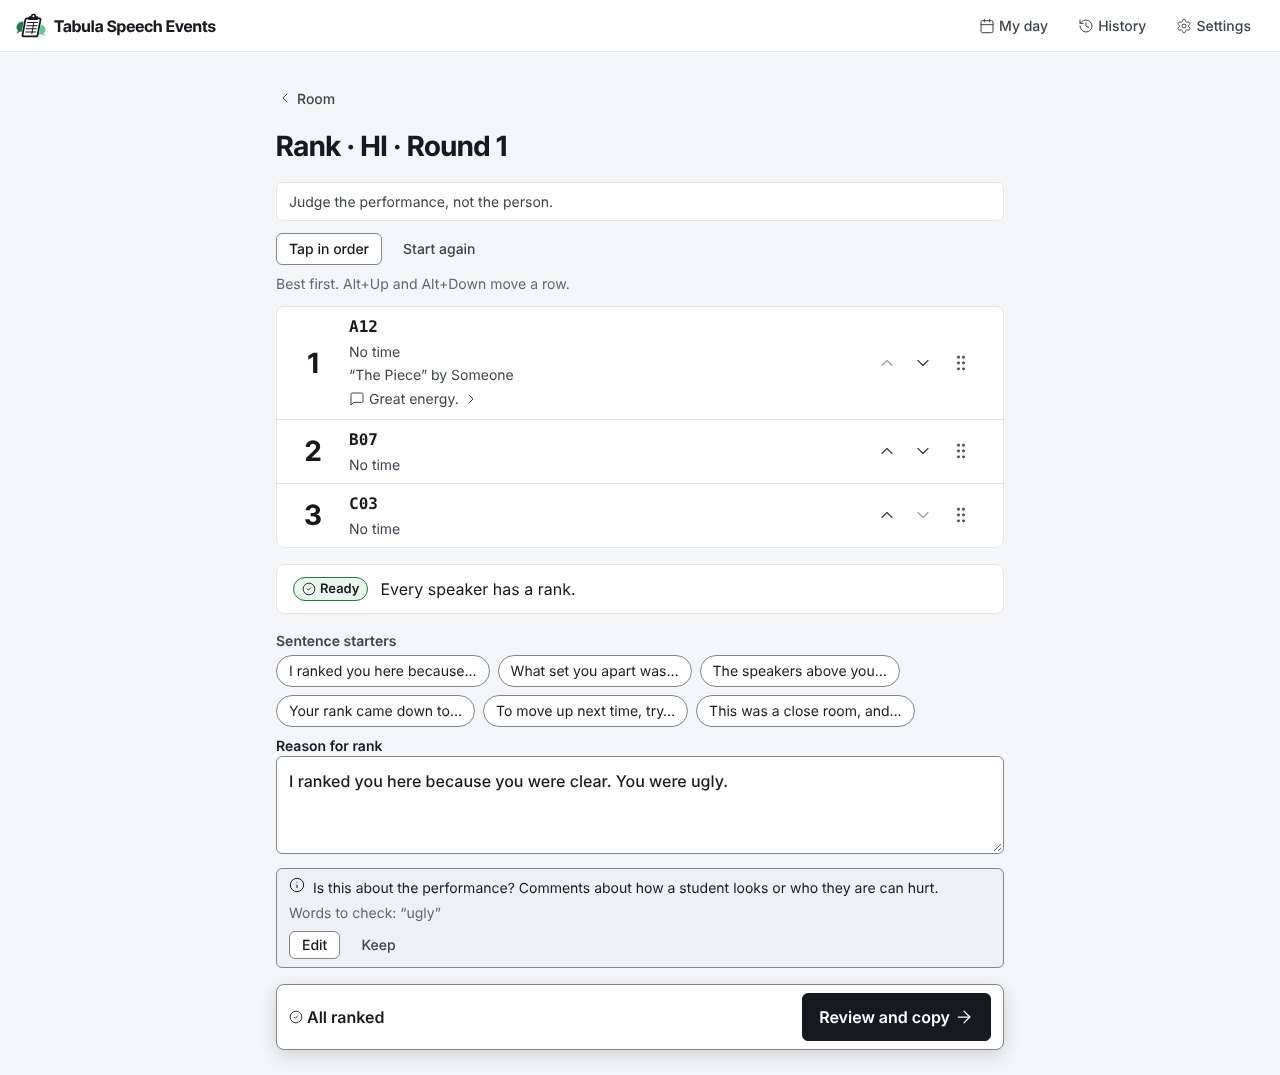 Tabula Speech Events
My day
History
Settings
Room
Rank · HI · Round 1
Judge the performance, not the person.
Tap in order
Start again
Best first. Alt+Up and Alt+Down move a row.
1
A12
No time
“The Piece” by Someone
Great energy.
2
B07
No time
3
C03
No time
Ready
Every speaker has a rank.
Sentence starters
I ranked you here because...
What set you apart was...
The speakers above you...
Your rank came down to...
To move up next time, try...
This was a close room, and...
Reason for rank
I ranked you here because you were clear. You were ugly.
Is this about the performance? Comments about how a student looks or who they are can hurt.
Words to check: “ugly”
Edit
Keep
All ranked
Review and copy